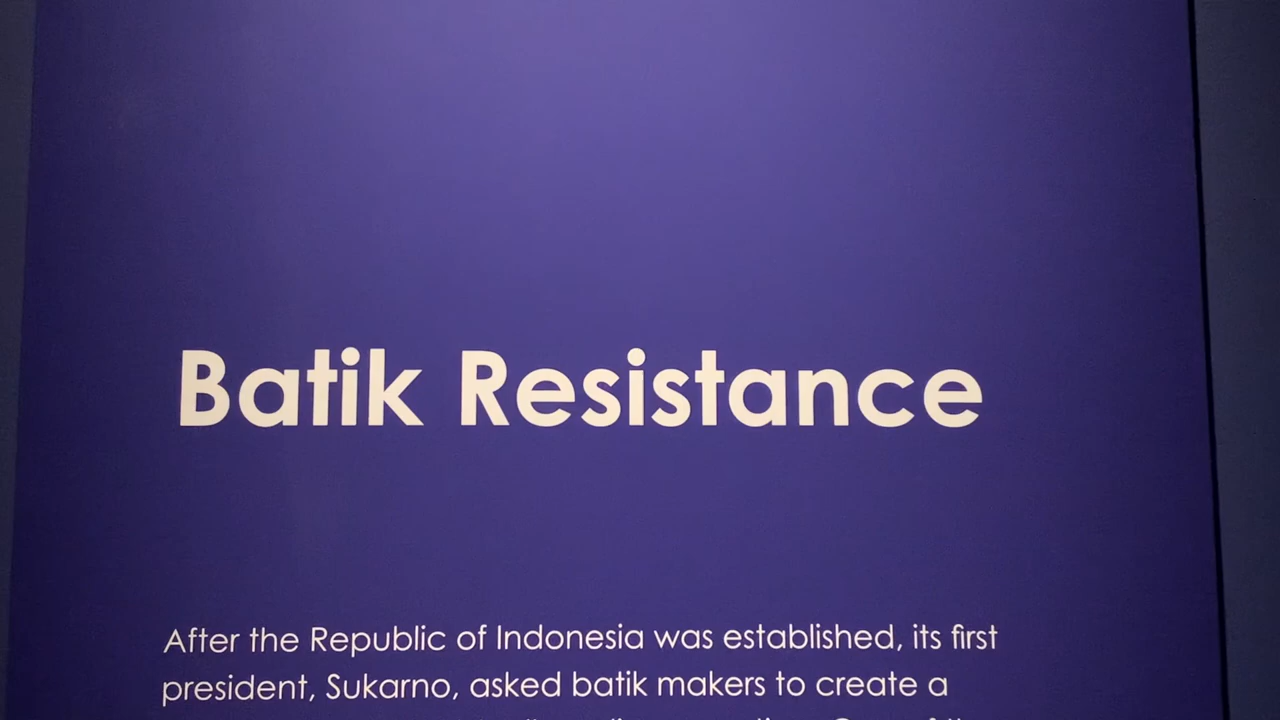 Batik Resistance
After the Republic of Indonesia was established, its first
president, Sukarno, asked batik makers to create a